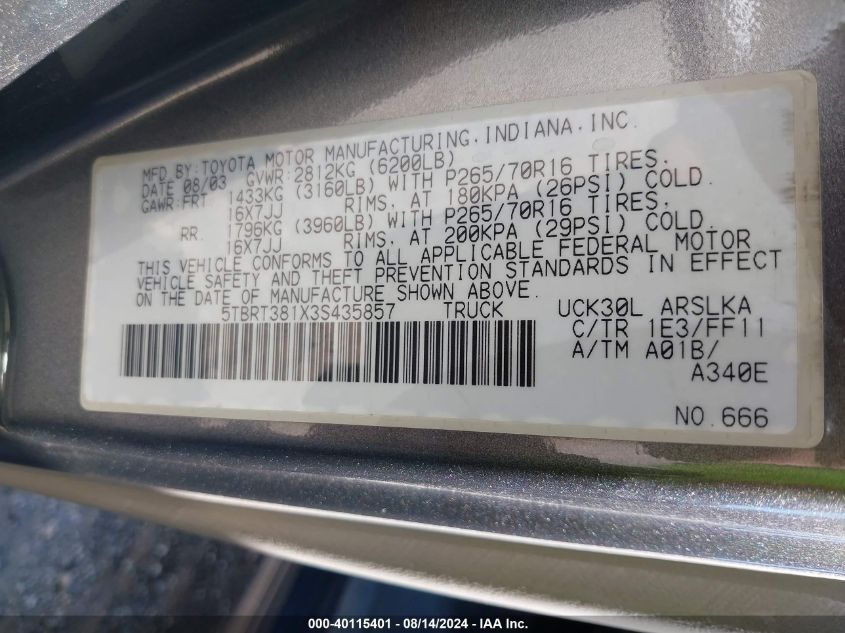 MFD.BY:TOYOTA MOTOR MANUFACTURING,INDIANA,INC.
DATE 08/03 GVWR:2812KG (6200LB)
GAWR:FRT 1433KG (3160LB) WITH P265/70R16 TIRES,
16X7JJ RIMS, AT 180KPA (26PSI) COLD.
RR. 1796KG (3960LB) WITH P265/70R16 TIRES,
16X7JJ RIMS, AT 200KPA (29PSI) COLD.
THIS VEHICLE CONFORMS TO ALL APPLICABLE FEDERAL MOTOR
VEHICLE SAFETY AND THEFT PREVENTION STANDARDS IN EFFECT
ON THE DATE OF MANUFACTURE SHOWN ABOVE.
5TBRT381X3S435857 TRUCK UCK30L ARSLKA
C/TR 1E3/FF11
A/TM A01B/
A340E
NO.666
000-40115401 - 08/14/2024 - IAA Inc.